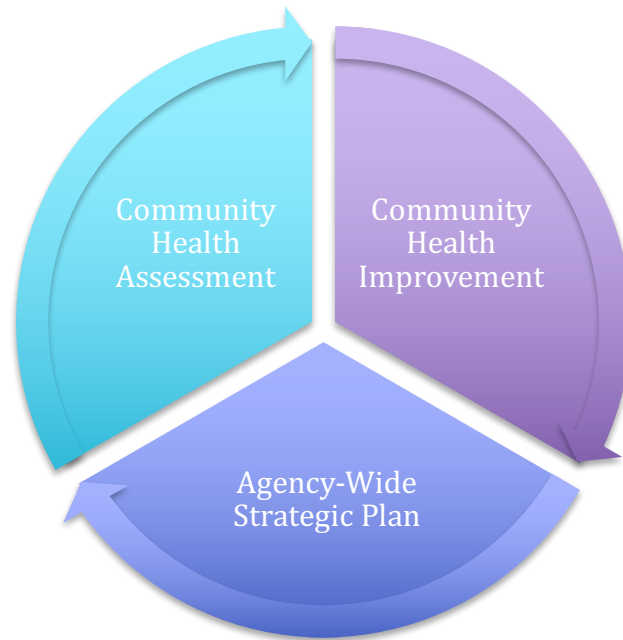 Community
Health
Assessment
Community
Health
Improvement
Agency-Wide
Strategic Plan